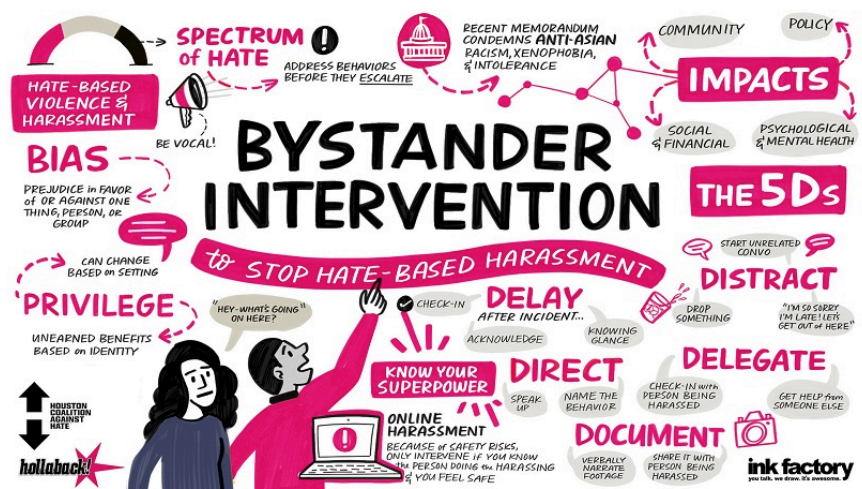 SPECTRUM
of HATE
ADDRESS BEHAVIORS
BEFORE THEY ESCALATE
HATE-BASED
VIOLENCE &
HARASSMENT
BE VOCAL!
RECENT MEMORANDUM
CONDEMNS ANTI-ASIAN
RACISM, XENOPHOBIA,
& INTOLERANCE
COMMUNITY
POLICY
IMPACTS
SOCIAL
& FINANCIAL
PSYCHOLOGICAL
& MENTAL HEALTH
BIAS
PREJUDICE in FAVOR
of OR AGAINST ONE
THING, PERSON, OR
GROUP
CAN CHANGE
BASED on SETTING
PRIVILEGE
UNEARNED BENEFITS
BASED on IDENTITY
BYSTANDER
INTERVENTION
to STOP HATE-BASED HARASSMENT
THE 5Ds
START UNRELATED
CONVO
DISTRACT
DROP
SOMETHING
"I'M SO SORRY
I'M LATE! LET'S
GET OUT of HERE"
CHECK-IN
DELAY
AFTER INCIDENT...
ACKNOWLEDGE
KNOWING
GLANCE
"HEY-WHAT'S GOING"
ON HERE?
KNOW YOUR
SUPERPOWER
DIRECT
SPEAK
UP
NAME THE
BEHAVIOR
DELEGATE
CHECK-IN with
PERSON BEING
HARASSED
GET HELP from
SOMEONE ELSE
ONLINE
HARASSMENT
BECAUSE of SAFETY RISKS,
ONLY INTERVENE if YOU KNOW
the PERSON DOING the HARASSING
& YOU FEEL SAFE
DOCUMENT
VERBALLY
NARRATE
FOOTAGE
SHARE IT with
PERSON BEING
HARASSED
HOUSTON
COALITION
AGAINST
HATE
hollaback!
ink factory
you talk. we draw. it's awesome.